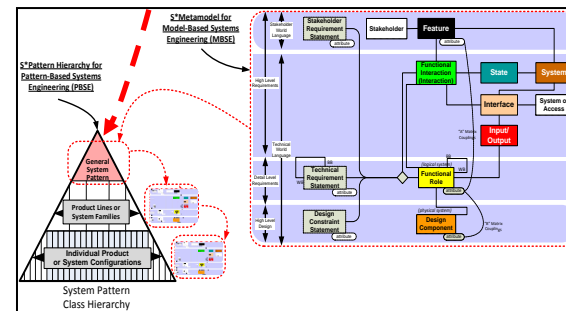 S*Metamodel for
Model-Based Systems
Engineering (MBSE)
S*Pattern Hierarchy for
Pattern-Based Systems
Engineering (PBSE)
General
System
Pattern
Product Lines or
System Families
Individual Product
or System Configurations
System Pattern
Class Hierarchy
Stakeholder
World
Language
High Level
Requirements
Technical
World
Language
Detail Level
Requirements
High Level
Design
Stakeholder
Requirement
Statement
attribute
Stakeholder
Feature
attribute
Functional
Interaction
(Interaction)
State
System
Interface
System of
Access
"A" Matrix
Couplings
Input/
Output
Technical
Requirement
Statement
attribute
BB
WB
(logical system)
Functional
Role
attribute
BB
WB
Design
Constraint
Statement
attribute
(physical system)
Design
Component
attribute
"B" Matrix
Couplings